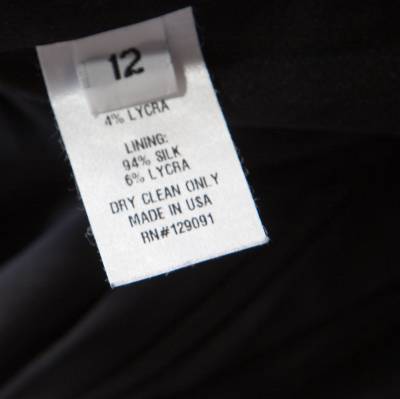 12
4% LYCRA
LINING:
94% SILK
6% LYCRA
DRY CLEAN ONLY
MADE IN USA
RN#129091